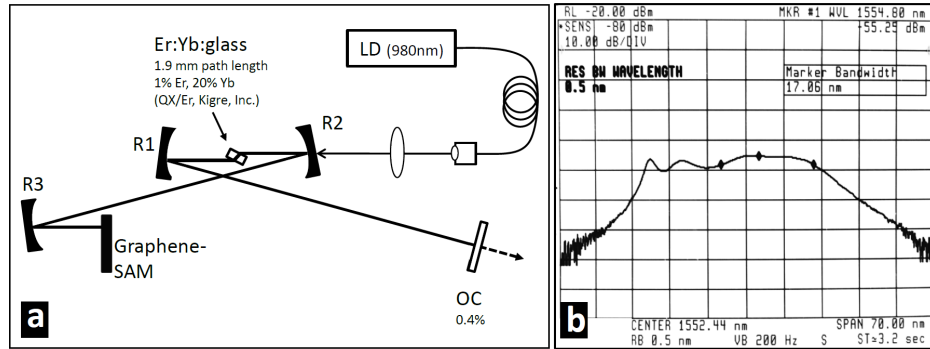 Er:Yb:glass
1.9 mm path length
1% Er, 20% Yb
(QX/Er, Kigre, Inc.)
LD (980nm)
R1
R2
R3
Graphene-
SAM
OC
0.4%
a
RL -20.00 dBm
MKR #1 WVL 1554.80 nm
SENS -80 dBm
-55.25 dBm
10.00 dB/DIV
RES BW WAVELENGTH
0.5 nm
Marker Bandwidth
17.06 nm
CENTER 1552.44 nm
SPAN 70.00 nm
RB 0.5 nm
VB 200 Hz
S
ST≈3.2 sec
b